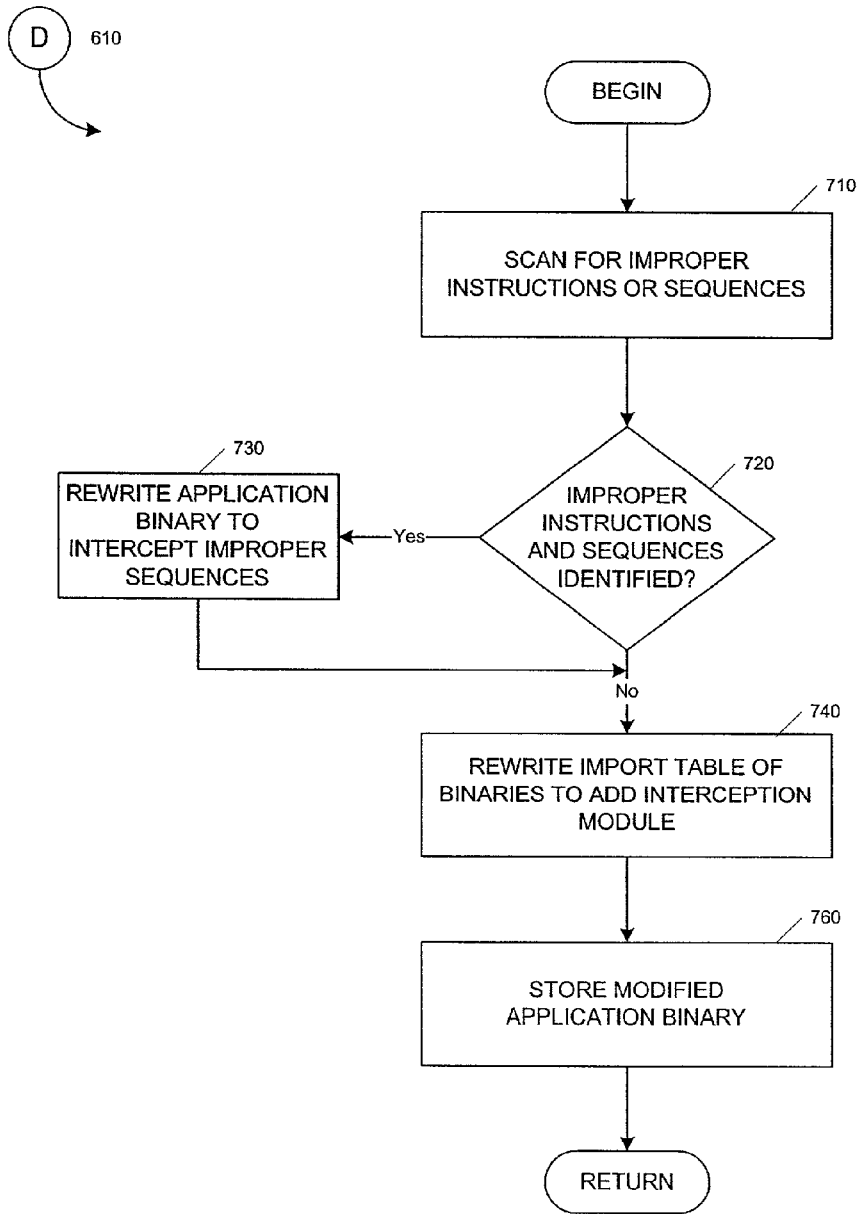 D
610
BEGIN
710
SCAN FOR IMPROPER
INSTRUCTIONS OR SEQUENCES
720
IMPROPER
INSTRUCTIONS
AND SEQUENCES
IDENTIFIED?
Yes
730
REWRITE APPLICATION
BINARY TO
INTERCEPT IMPROPER
SEQUENCES
No
740
REWRITE IMPORT TABLE OF
BINARIES TO ADD INTERCEPTION
MODULE
760
STORE MODIFIED
APPLICATION BINARY
RETURN